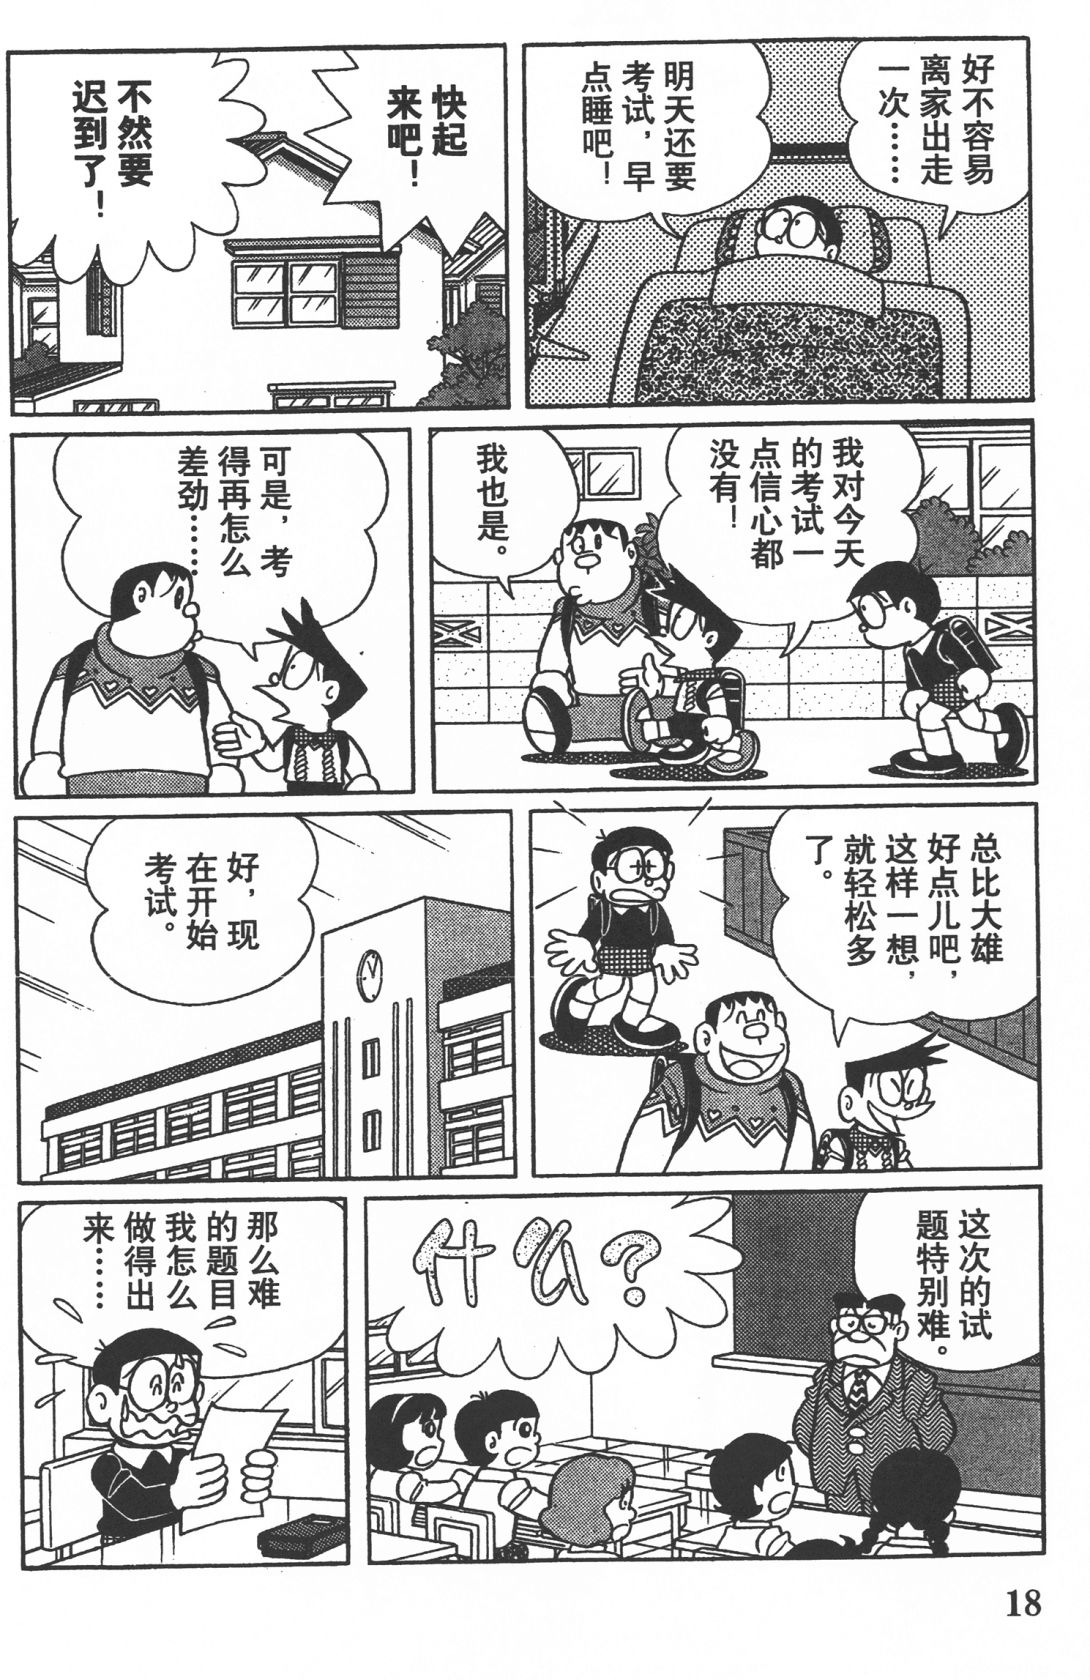 好不容易
离家出走
一次……
明天还要
考试，早
点睡吧！
快起
来吧！
不然要
迟到了！
我对今天
的考试一
点信心都
没有！
我也是。
可是，考
得再怎么
差劲……
总比大雄
好点儿吧，
这样一想，
就轻松多
了。
好，现
在开始
考试。
这次的试
题特别难。
什么？
那么难
的题目
我怎么
做得出
来……
18